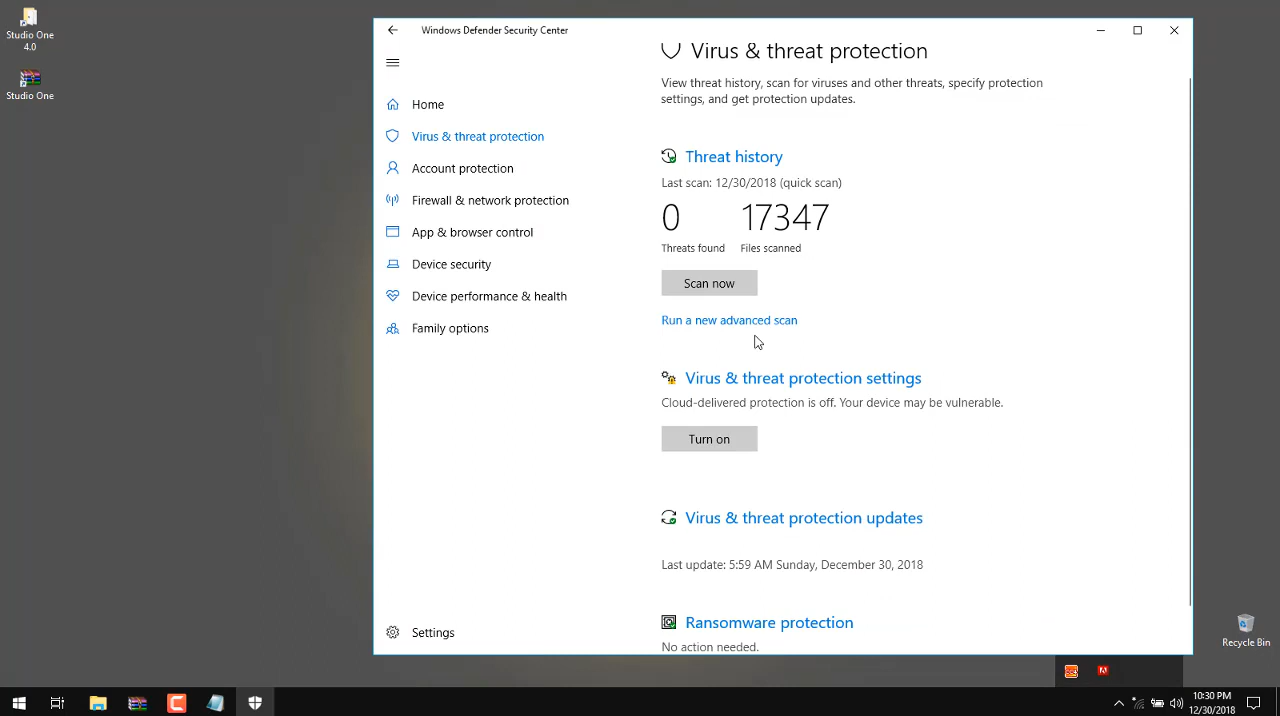 Studio One
4.0
Studio One
Windows Defender Security Center
Home
Virus & threat protection
Account protection
Firewall & network protection
App & browser control
Device security
Device performance & health
Family options
Settings
Virus & threat protection
View threat history, scan for viruses and other threats, specify protection
settings, and get protection updates.
Threat history
Last scan: 12/30/2018 (quick scan)
0 17347
Threats found Files scanned
Scan now
Run a new advanced scan
Virus & threat protection settings
Cloud-delivered protection is off. Your device may be vulnerable.
Turn on
Virus & threat protection updates
Last update: 5:59 AM Sunday, December 30, 2018
Ransomware protection
No action needed.
Recycle Bin
10:30 PM
12/30/2018